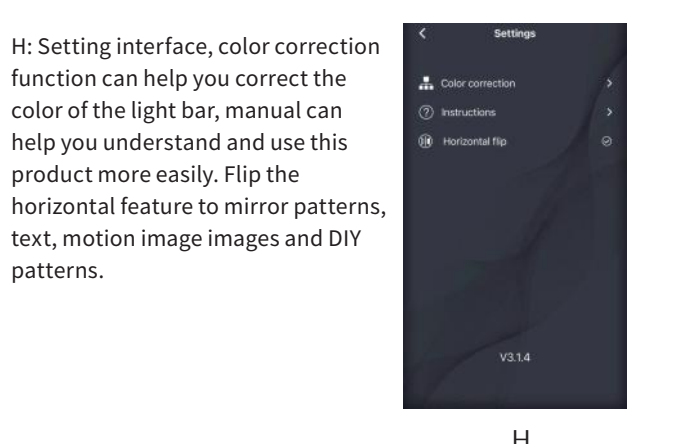 H: Setting interface, color correction
function can help you correct the
color of the light bar, manual can
help you understand and use this
product more easily. Flip the
horizontal feature to mirror patterns,
text, motion image images and DIY
patterns.
Settings
Color correction
Instructions
Horizontal flip
V3.1.4
H